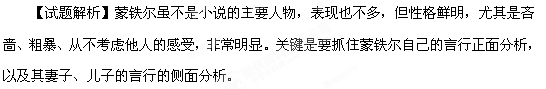 【试题解析】蒙铁尔虽不是小说的主要人物，表现也不多，但性格鲜明，尤其是吝
啬、粗暴、从不考虑他人的感受，非常明显。关键是要抓住蒙铁尔自己的言行正面分析，
以及其妻子、儿子的言行的侧面分析。